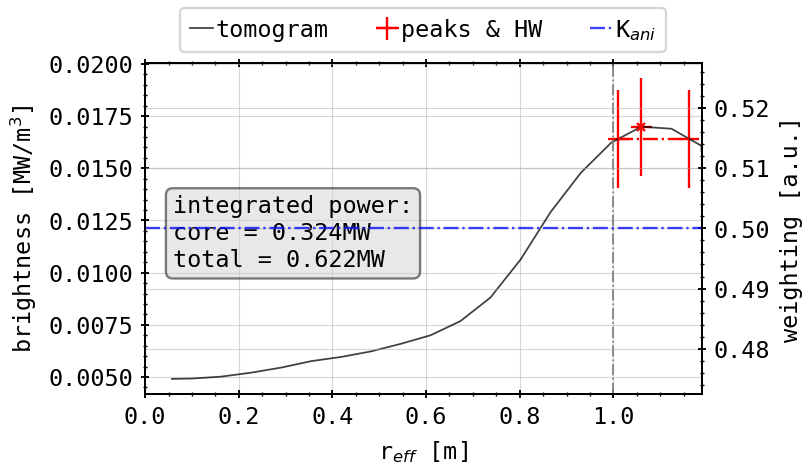 tomogram peaks & HW K_ani
0.0200
0.0175
0.0150
0.0125
0.0100
0.0075
0.0050
brightness [MW/m³]
integrated power:
core = 0.324MW
total = 0.622MW
0.52
0.51
0.50
0.49
0.48
weighting [a.u.]
0.0 0.2 0.4 0.6 0.8 1.0
r_eff [m]